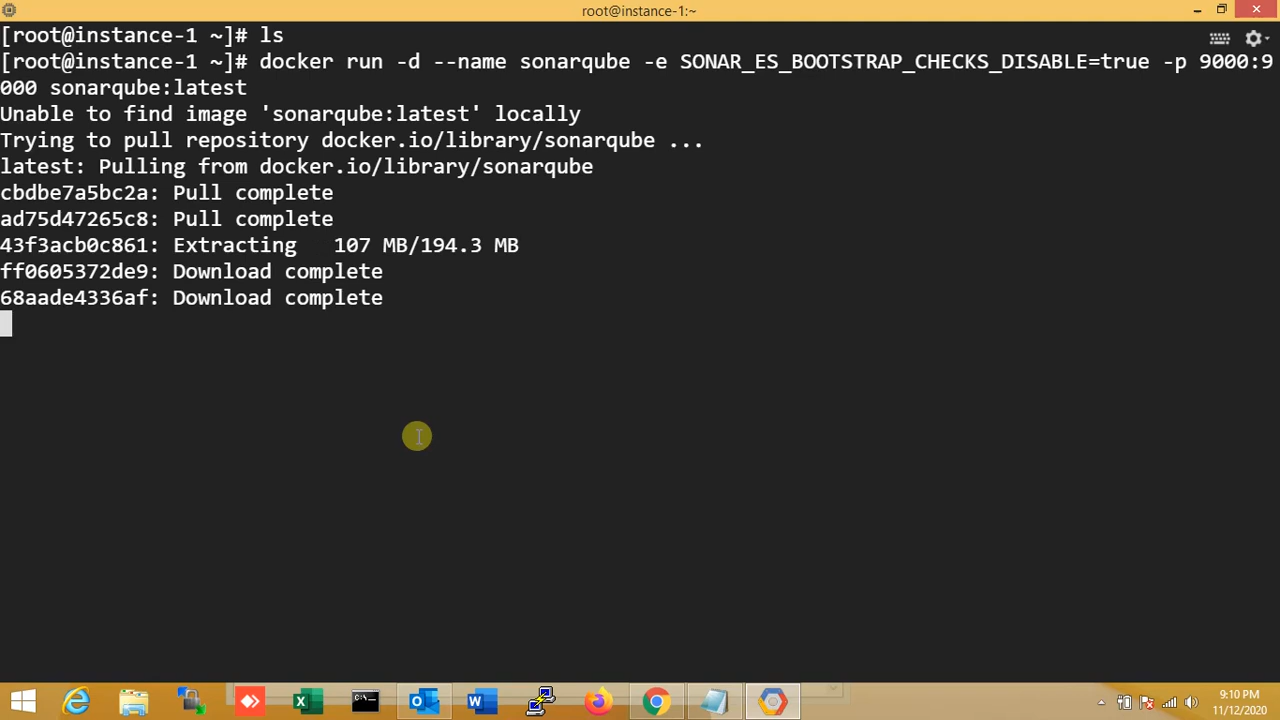 root@instance-1:~
[root@instance-1 ~]# ls
[root@instance-1 ~]# docker run -d --name sonarqube -e SONAR_ES_BOOTSTRAP_CHECKS_DISABLE=true -p 9000:9
000 sonarqube:latest
Unable to find image 'sonarqube:latest' locally
Trying to pull repository docker.io/library/sonarqube ...
latest: Pulling from docker.io/library/sonarqube
cbdbe7a5bc2a: Pull complete
ad75d47265c8: Pull complete
43f3acb0c861: Extracting   107 MB/194.3 MB
ff0605372de9: Download complete
68aade4336af: Download complete
9:10 PM
11/12/2020